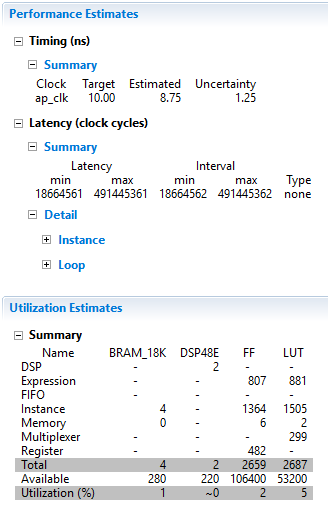 Performance Estimates
Timing (ns)
Summary
Clock Target Estimated Uncertainty
ap_clk 10.00 8.75 1.25
Latency (clock cycles)
Summary
Latency Interval
min max min max Type
18664561 491445361 18664562 491445362 none
Detail
Instance
Loop
Utilization Estimates
Summary
Name BRAM_18K DSP48E FF LUT
DSP - 2 - -
Expression - - 807 881
FIFO - - - -
Instance 4 - 1364 1505
Memory 0 - 6 2
Multiplexer - - - 299
Register - - 482 -
Total 4 2 2659 2687
Available 280 220 106400 53200
Utilization (%) 1 ~0 2 5